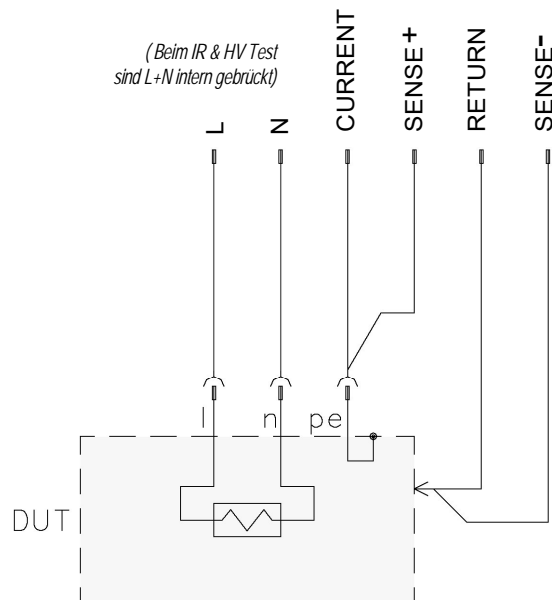 ( Beim IR & HV Test
sind L+N intern gebrückt)
L
N
CURRENT
SENSE+
RETURN
SENSE-
l
n
pe
DUT